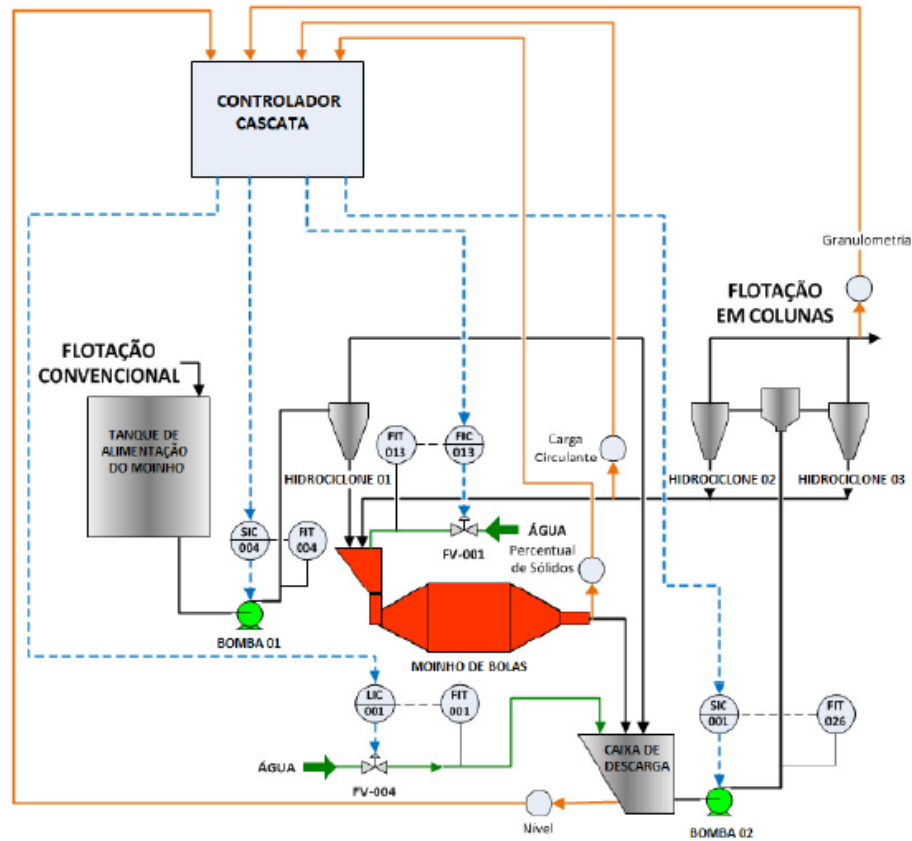 CONTROLADOR
CASCATA
Granulometria
FLOTAÇÃO
EM COLUNAS
FLOTAÇÃO
CONVENCIONAL
TANQUE DE
ALIMENTAÇÃO
DO MOINHO
FIT
013
FIC
013
Carga
Circulante
HIDROCICLONE 01
HIDROCICLONE 02
HIDROCICLONE 03
SIC
004
FIT
004
ÁGUA
FV-001
Percentual
de Sólidos
BOMBA 01
MOINHO DE BOLAS
LIC
001
FIT
001
SIC
001
FIT
026
CAIXA DE
DESCARGA
ÁGUA
FV-004
Nível
BOMBA 02